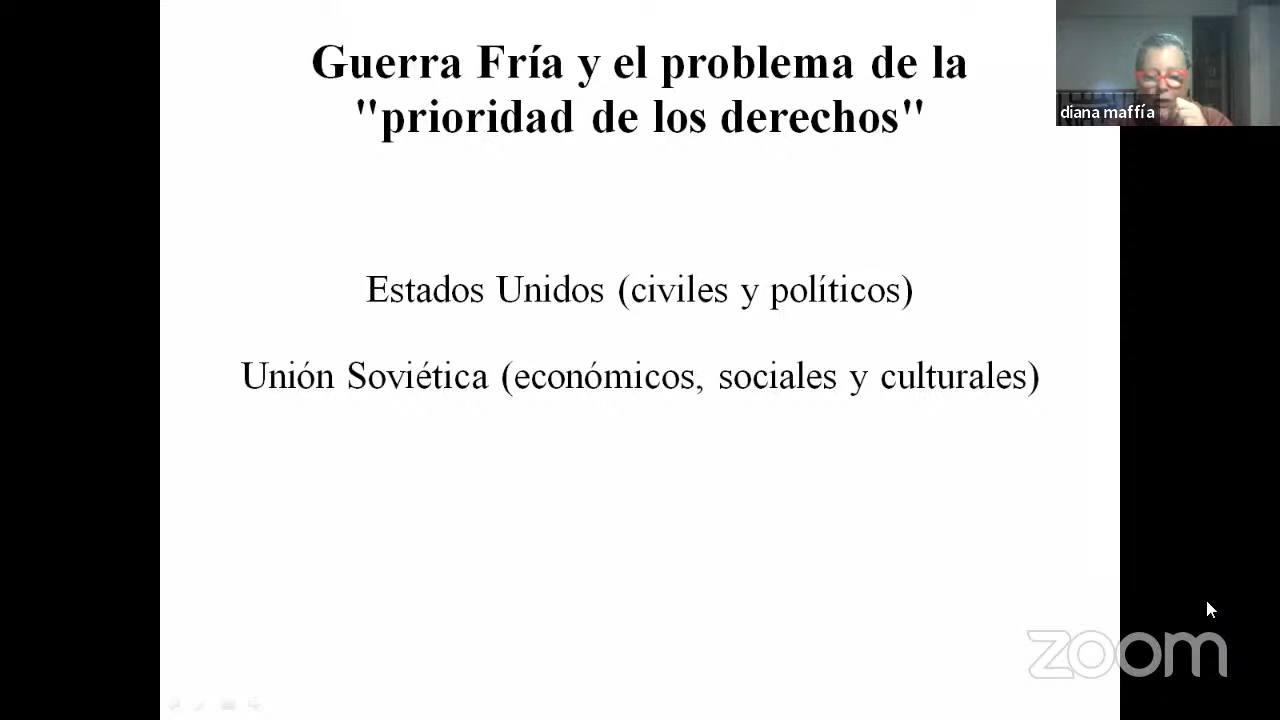 Guerra Fría y el problema de la
"prioridad de los derechos"
diana maffía
Estados Unidos (civiles y políticos)
Unión Soviética (económicos, sociales y culturales)
zoom